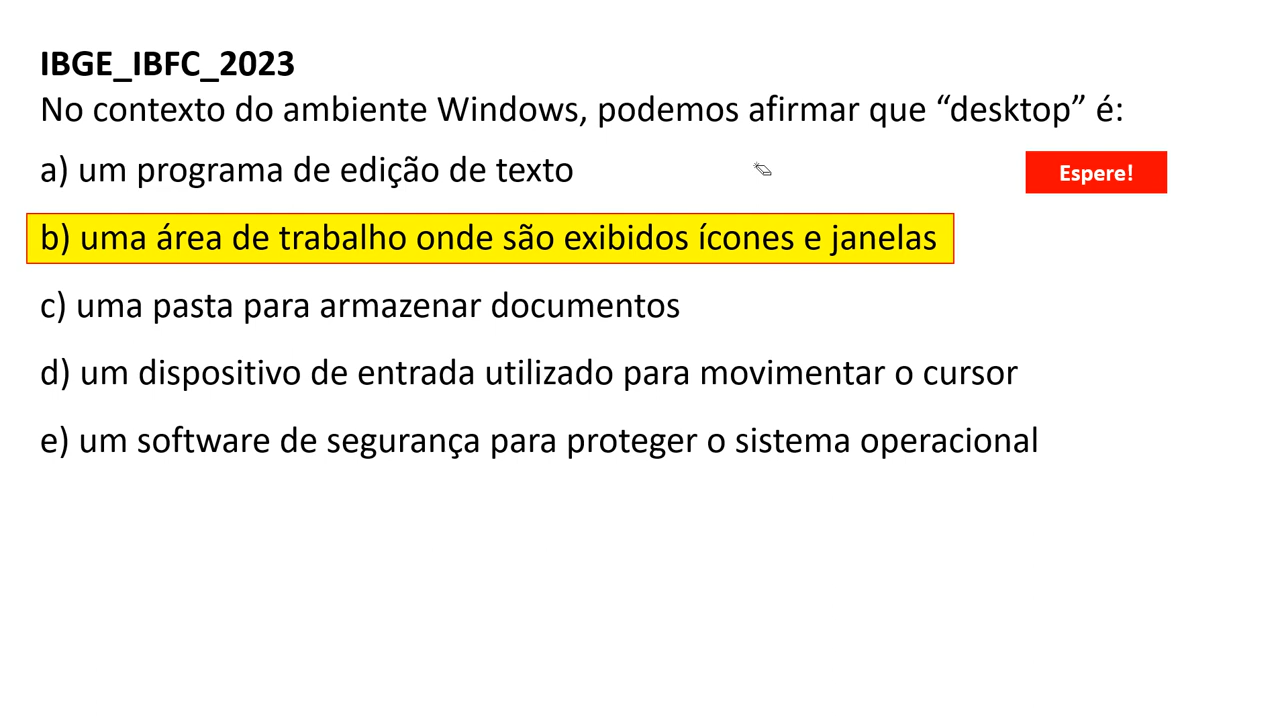 IBGE_IBFC_2023
No contexto do ambiente Windows, podemos afirmar que “desktop” é:
a) um programa de edição de texto
Espere!
b) uma área de trabalho onde são exibidos ícones e janelas
c) uma pasta para armazenar documentos
d) um dispositivo de entrada utilizado para movimentar o cursor
e) um software de segurança para proteger o sistema operacional